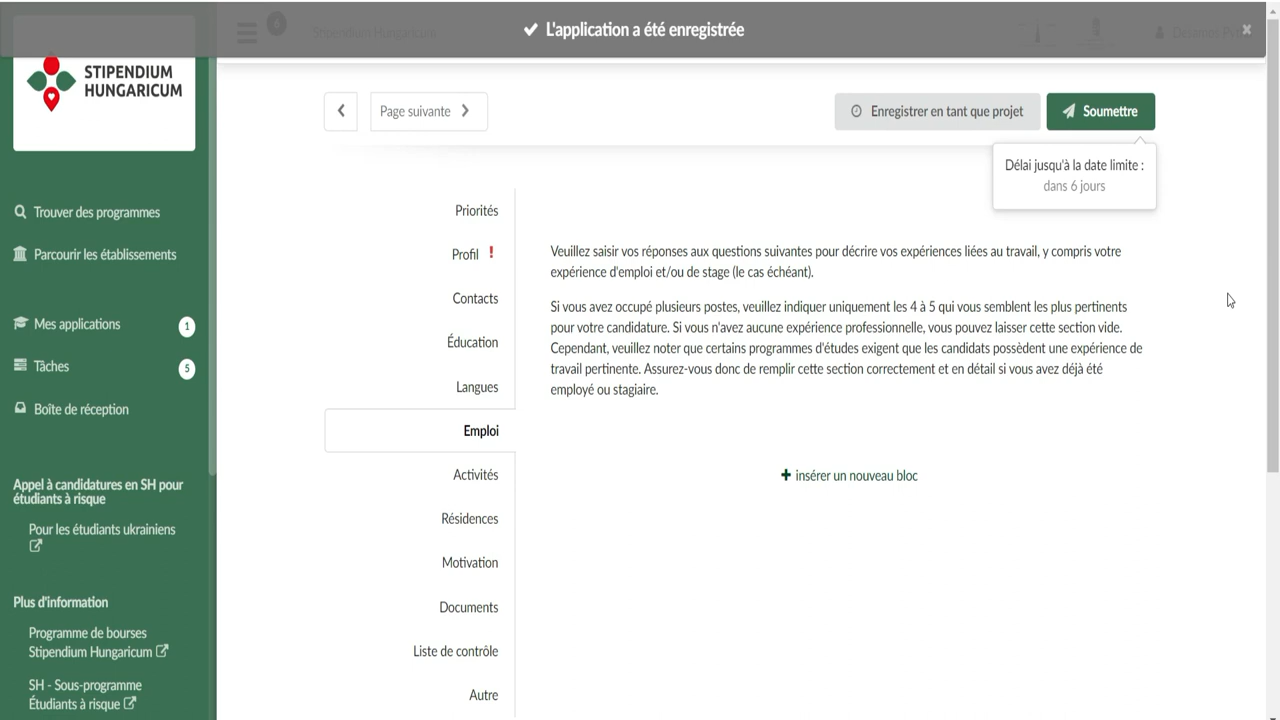 L'application a été enregistrée
Stipendium Hungaricum
STIPENDIUM
HUNGARICUM
Page suivante
Enregistrer en tant que projet
Soumettre
Délai jusqu'à la date limite :
dans 6 jours
Trouver des programmes
Parcourir les établissements
Mes applications
1
Tâches
5
Boîte de réception
Appel à candidatures en SH pour
étudiants à risque
Pour les étudiants ukrainiens
Plus d'information
Programme de bourses
Stipendium Hungaricum
SH - Sous-programme
Étudiants à risque
Priorités
Profil !
Contacts
Éducation
Langues
Emploi
Activités
Résidences
Motivation
Documents
Liste de contrôle
Autre
Veuillez saisir vos réponses aux questions suivantes pour décrire vos expériences liées au travail, y compris votre
expérience d'emploi et/ou de stage (le cas échéant).
Si vous avez occupé plusieurs postes, veuillez indiquer uniquement les 4 à 5 qui vous semblent les plus pertinents
pour votre candidature. Si vous n'avez aucune expérience professionnelle, vous pouvez laisser cette section vide.
Cependant, veuillez noter que certains programmes d'études exigent que les candidats possèdent une expérience de
travail pertinente. Assurez-vous donc de remplir cette section correctement et en détail si vous avez déjà été
employé ou stagiaire.
insérer un nouveau bloc